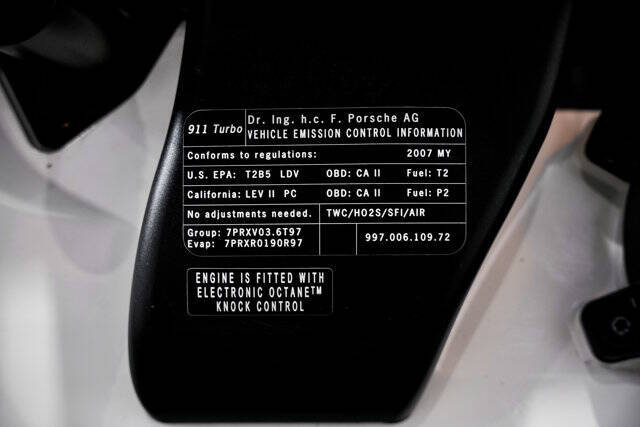 911 Turbo
Dr. Ing. h.c. F. Porsche AG
VEHICLE EMISSION CONTROL INFORMATION
Conforms to regulations: 2007 MY
U.S. EPA: T2B5 LDV OBD: CA II Fuel: T2
California: LEV II PC OBD: CA II Fuel: P2
No adjustments needed. TWC/HO2S/SFI/AIR
Group: 7PRXV03.6T97
Evap: 7PRXR0190R97
997.006.109.72
ENGINE IS FITTED WITH
ELECTRONIC OCTANE™
KNOCK CONTROL